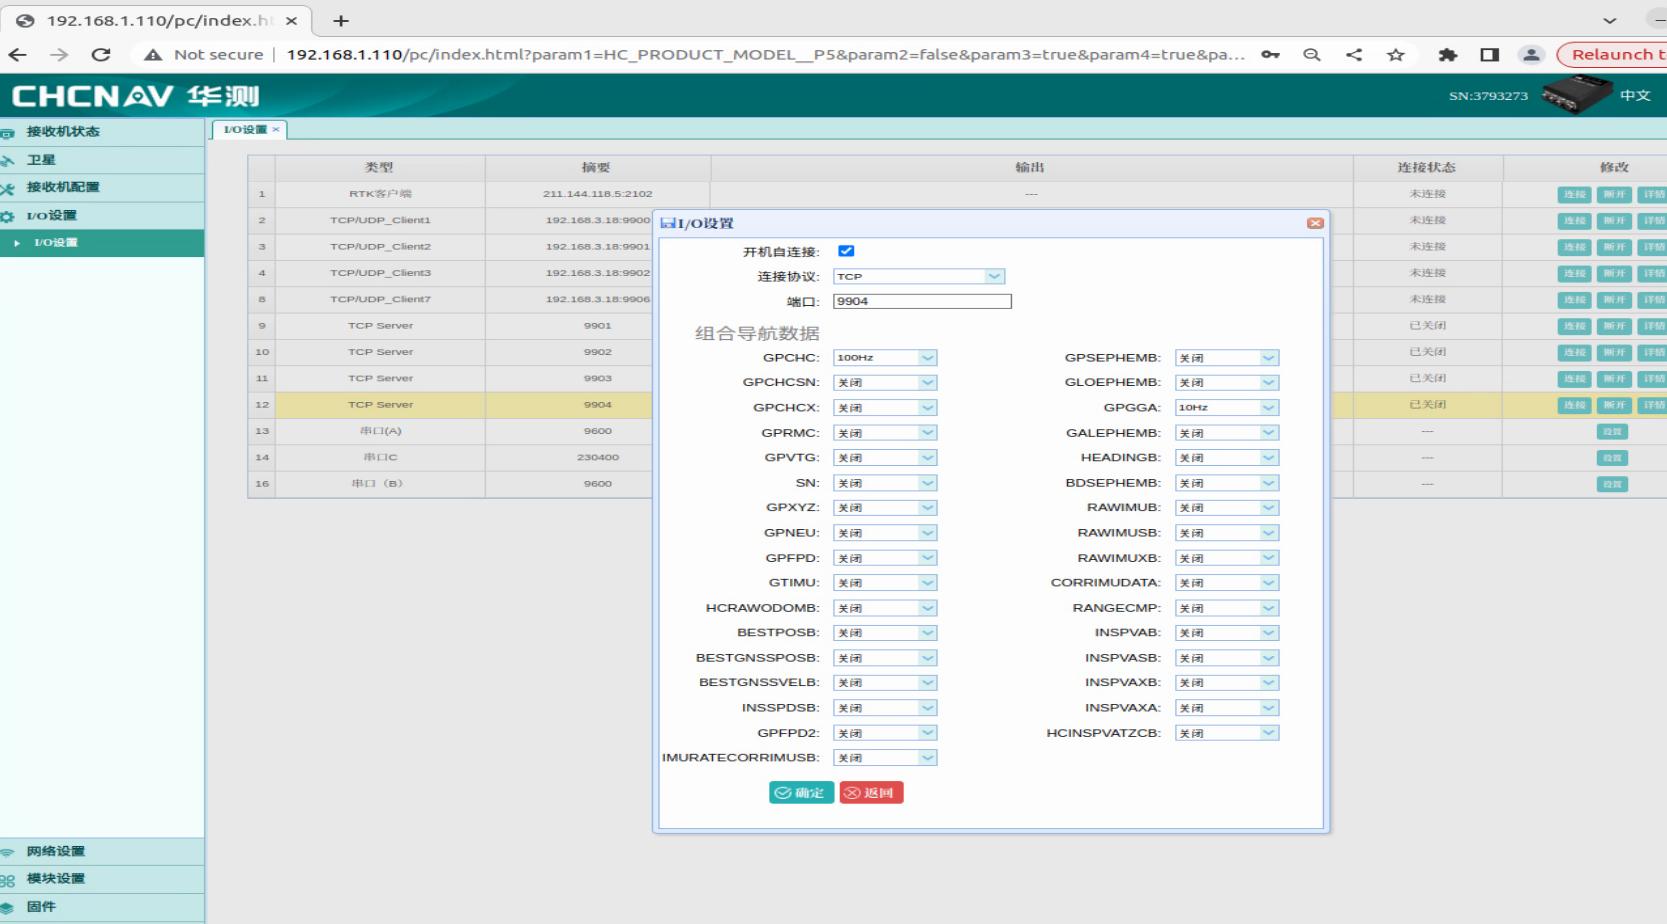 192.168.1.110/pc/index.ht
Not secure 192.168.1.110/pc/index.html?param1=HC_PRODUCT_MODEL__P5&param2=false&param3=true&param4=true&pa... Relaunch t
CHCNAV 华测 SN:3793273 中文
接收机状态
卫星
接收机配置
I/O设置
I/O设置
网络设置
模块设置
固件
I/O设置
类型 摘要 输出 连接状态 修改
1 RTK客户端 211.144.118.5:2102 --- 未连接 连接 断开 详情
2 TCP/UDP_Client1 192.168.3.18:9900 未连接 连接 断开 详情
3 TCP/UDP_Client2 192.168.3.18:9901 未连接 连接 断开 详情
4 TCP/UDP_Client3 192.168.3.18:9902 未连接 连接 断开 详情
8 TCP/UDP_Client7 192.168.3.18:9906 未连接 连接 断开 详情
9 TCP Server 9901 已关闭 连接 断开 详情
10 TCP Server 9902 已关闭 连接 断开 详情
11 TCP Server 9903 已关闭 连接 断开 详情
12 TCP Server 9904 已关闭 连接 断开 详情
13 串口(A) 9600 --- 设置
14 串口C 230400 --- 设置
16 串口（B） 9600 --- 设置
I/O设置
开机自连接:
连接协议: TCP
端口: 9904
组合导航数据
GPCHC: 100Hz GPSEPHEMB: 关闭
GPCHCSN: 关闭 GLOEPHEMB: 关闭
GPCHCX: 关闭 GPGGA: 10Hz
GPRMC: 关闭 GALEPHEMB: 关闭
GPVTG: 关闭 HEADINGB: 关闭
SN: 关闭 BDSEPHEMB: 关闭
GPXYZ: 关闭 RAWIMUB: 关闭
GPNEU: 关闭 RAWIMUSB: 关闭
GPFPD: 关闭 RAWIMUXB: 关闭
GTIMU: 关闭 CORRIMUDATA: 关闭
HCRAWODOMB: 关闭 RANGECMP: 关闭
BESTPOSB: 关闭 INSPVAB: 关闭
BESTGNSSPOSB: 关闭 INSPVASB: 关闭
BESTGNSSVELB: 关闭 INSPVAXB: 关闭
INSSPDSB: 关闭 INSPVAXA: 关闭
GPFPD2: 关闭 HCINSPVATZCB: 关闭
IMURATECORRIMUSB: 关闭
确定 返回